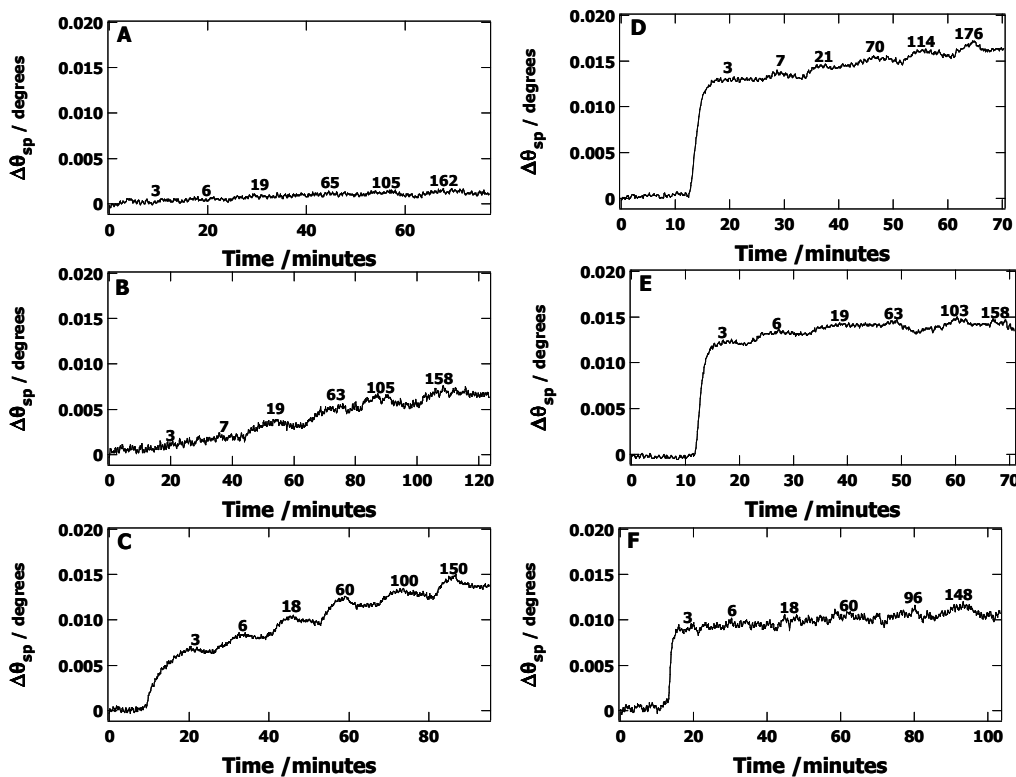 A
0.020
0.015
0.010
0.005
0
Δθsp / degrees
3 6 19 65 105 162
0 20 40 60
Time /minutes
B
0.020
0.015
0.010
0.005
0
Δθsp / degrees
3 7 19 63 105 158
0 20 40 60 80 100 120
Time /minutes
C
0.020
0.015
0.010
0.005
0
Δθsp / degrees
3 6 18 60 100 150
0 20 40 60 80
Time /minutes
D
0.020
0.015
0.010
0.005
0
Δθsp / degrees
3 7 21 70 114 176
0 10 20 30 40 50 60 70
Time /minutes
E
0.020
0.015
0.010
0.005
0
Δθsp / degrees
3 6 19 63 103 158
0 10 20 30 40 50 60 70
Time /minutes
F
0.020
0.015
0.010
0.005
0
Δθsp / degrees
3 6 18 60 96 148
0 20 40 60 80 100
Time /minutes